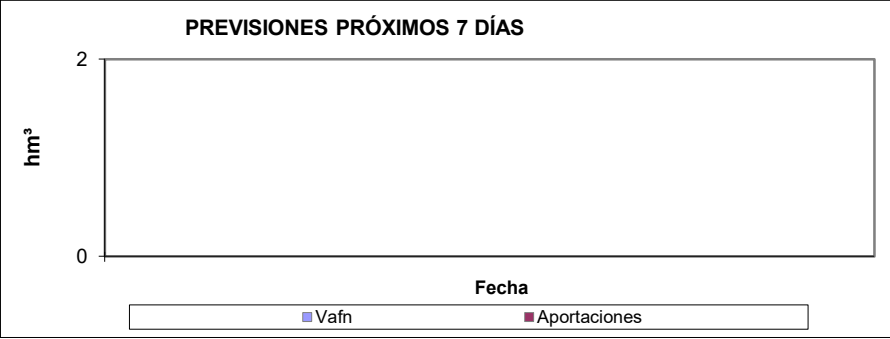 PREVISIONES PRÓXIMOS 7 DÍAS
2
hm³
0
Fecha
Vafn Aportaciones